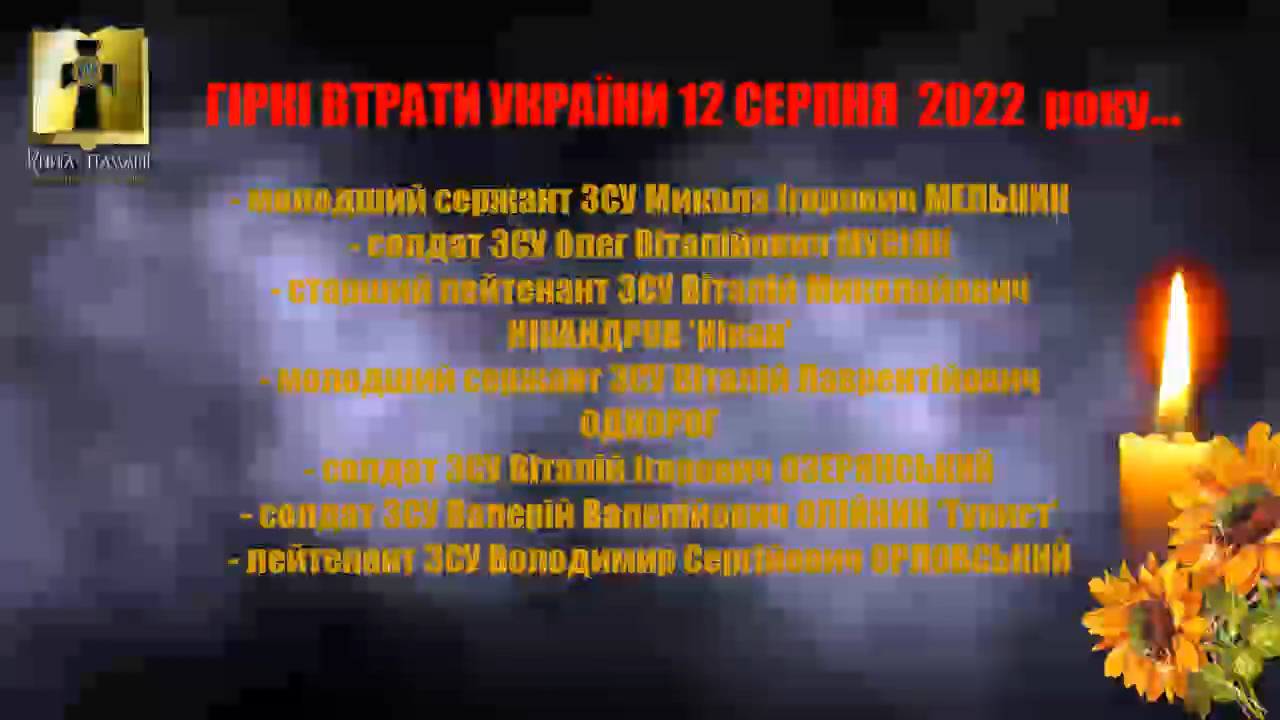 ГІРКІ ВТРАТИ УКРАЇНИ 12 СЕРПНЯ 2022 року...
Книга пам'яті
- молодший сержант ЗСУ Микола Ігорович МЕЛЬНИК
- солдат ЗСУ Олег Віталійович МУСІЯК
- старший лейтенант ЗСУ Віталій Миколайович
НІКАНДРОВ "Нікан"
- молодший сержант ЗСУ Віталій Лаврентійович
ОДНОРОГ
- солдат ЗСУ Віталій Ігорович ОЗЕРЯНСЬКИЙ
- солдат ЗСУ Валерій Валерійович ОЛІЙНИК "Турист"
- лейтенант ЗСУ Володимир Сергійович ОРЛОВСЬКИЙ